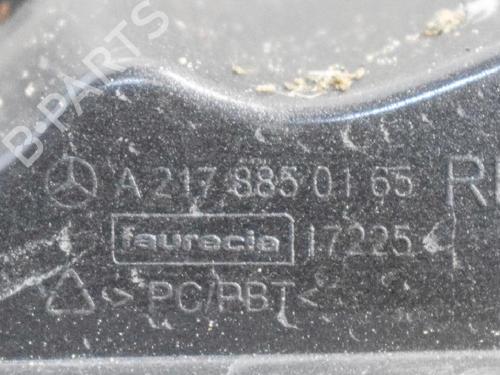 B-PARTS
A 217 885 01 65 R
faurecia 17225
>PC/PBT<